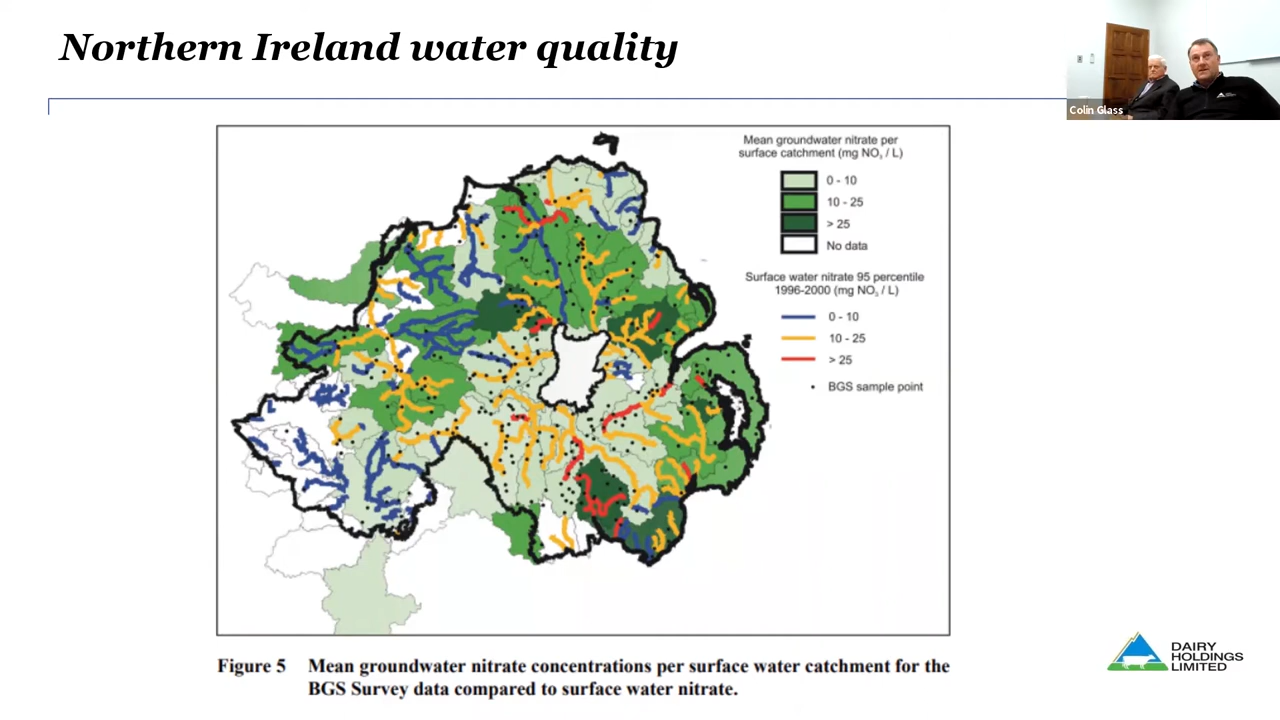 Northern Ireland water quality
Colin Glass
Mean groundwater nitrate per
surface catchment (mg NO₃ / L)
0 - 10
10 - 25
> 25
No data
Surface water nitrate 95 percentile
1996-2000 (mg NO₃ / L)
0 - 10
10 - 25
> 25
BGS sample point
Figure 5 Mean groundwater nitrate concentrations per surface water catchment for the
BGS Survey data compared to surface water nitrate.
DAIRY
HOLDINGS
LIMITED